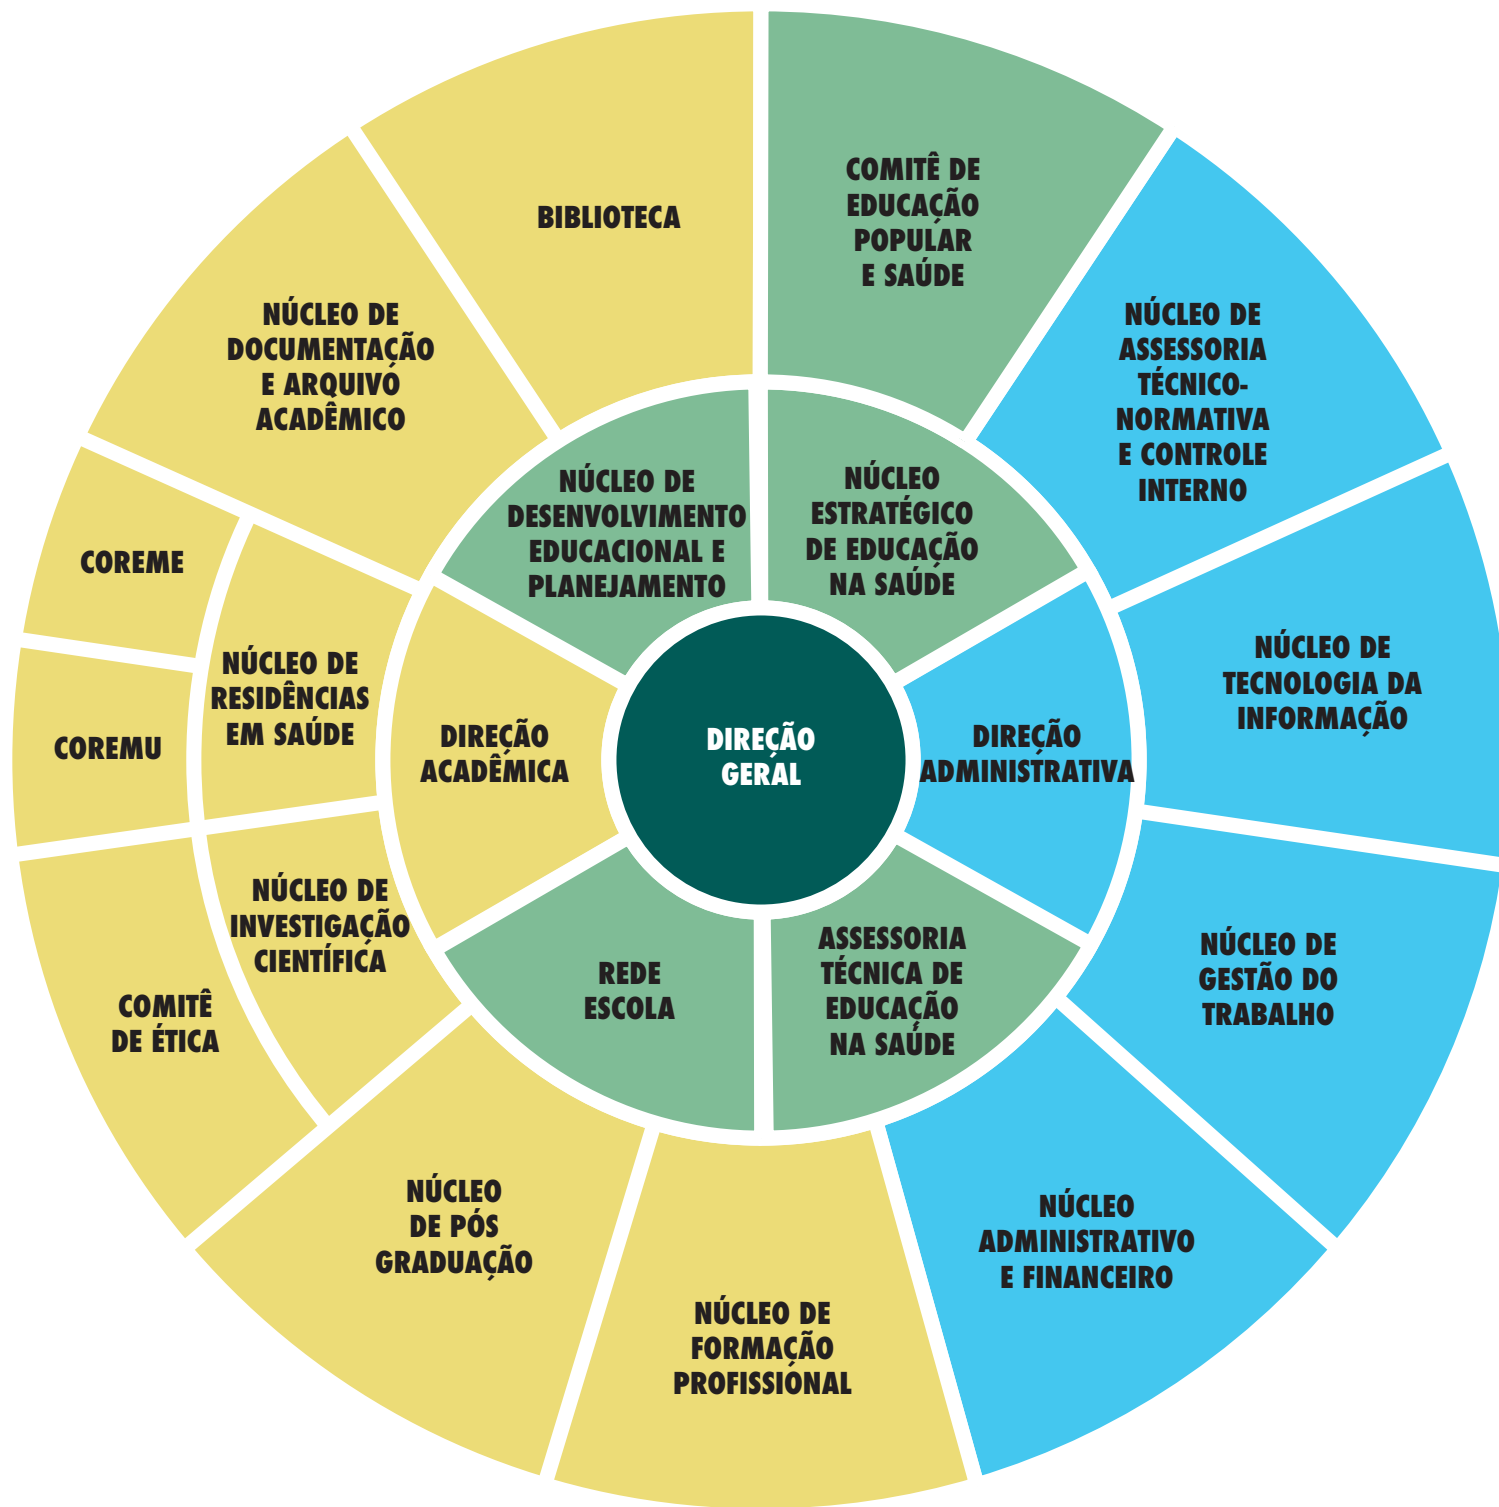 BIBLIOTECA
COMITÊ DE
EDUCAÇÃO
POPULAR
E SAÚDE
NÚCLEO DE
DOCUMENTAÇÃO
E ARQUIVO
ACADÊMICO
NÚCLEO DE
ASSESSORIA
TÉCNICO-
NORMATIVA
E CONTROLE
INTERNO
NÚCLEO DE
DESENVOLVIMENTO
EDUCACIONAL E
PLANEJAMENTO
NÚCLEO
ESTRATÉGICO
DE EDUCAÇÃO
NA SAÚDE
COREME
NÚCLEO DE
RESIDÊNCIAS
EM SAÚDE
NÚCLEO DE
TECNOLOGIA DA
INFORMAÇÃO
COREMU
DIREÇÃO
ACADÊMICA
DIREÇÃO
GERAL
DIREÇÃO
ADMINISTRATIVA
NÚCLEO DE
INVESTIGAÇÃO
CIENTÍFICA
COMITÊ
DE ÉTICA
REDE
ESCOLA
ASSESSORIA
TÉCNICA DE
EDUCAÇÃO
NA SAÚDE
NÚCLEO DE
GESTÃO DO
TRABALHO
NÚCLEO
DE PÓS
GRADUAÇÃO
NÚCLEO DE
FORMAÇÃO
PROFISSIONAL
NÚCLEO
ADMINISTRATIVO
E FINANCEIRO